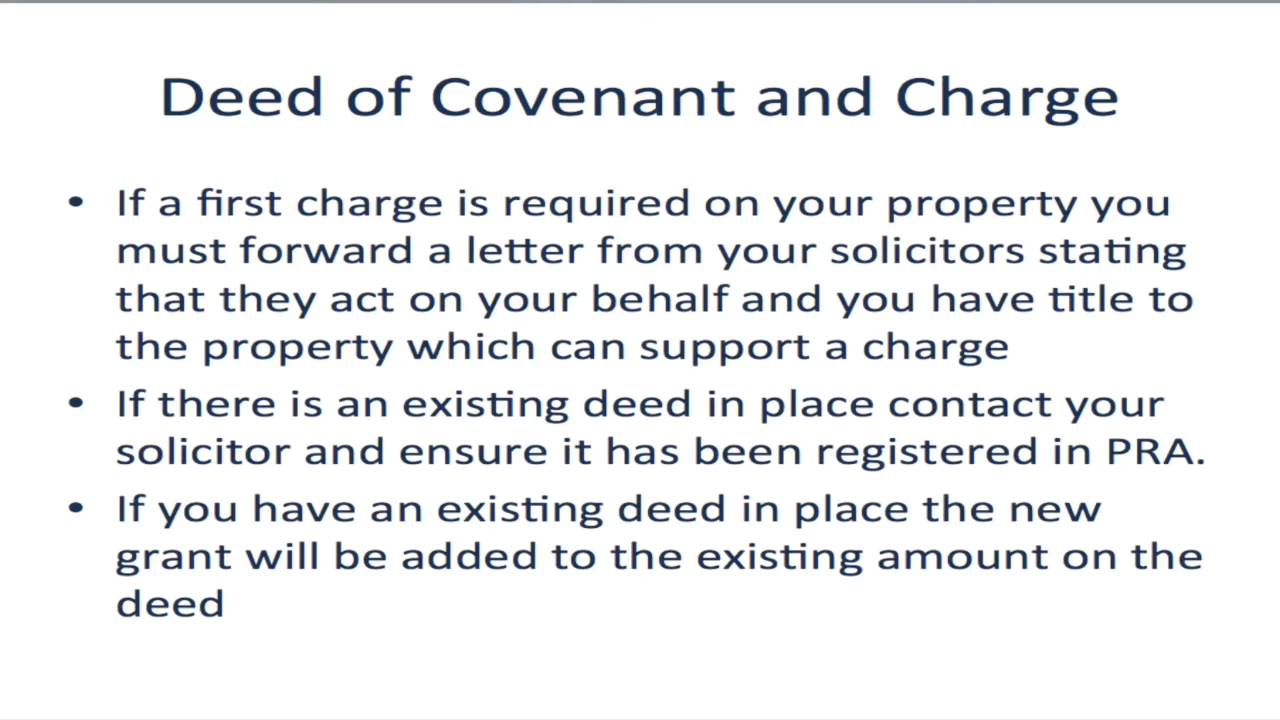 Deed of Covenant and Charge
• If a first charge is required on your property you
must forward a letter from your solicitors stating
that they act on your behalf and you have title to
the property which can support a charge
• If there is an existing deed in place contact your
solicitor and ensure it has been registered in PRA.
• If you have an existing deed in place the new
grant will be added to the existing amount on the
deed